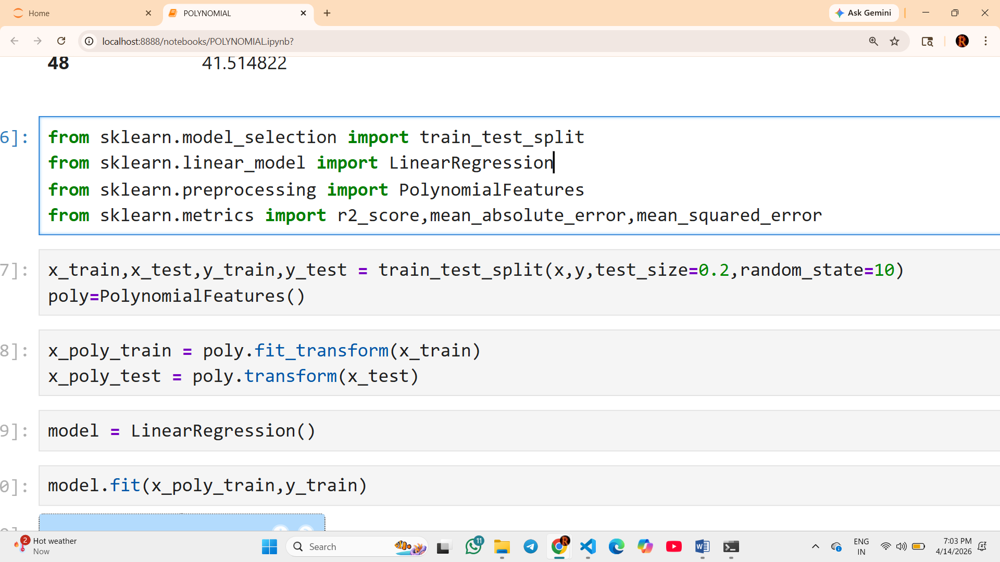 Home
POLYNOMIAL
Ask Gemini
localhost:8888/notebooks/POLYNOMIAL.ipynb?
48 41.514822
6]:
from sklearn.model_selection import train_test_split
from sklearn.linear_model import LinearRegression
from sklearn.preprocessing import PolynomialFeatures
from sklearn.metrics import r2_score,mean_absolute_error,mean_squared_error
7]:
x_train,x_test,y_train,y_test = train_test_split(x,y,test_size=0.2,random_state=10)
poly=PolynomialFeatures()
8]:
x_poly_train = poly.fit_transform(x_train)
x_poly_test = poly.transform(x_test)
9]:
model = LinearRegression()
0]:
model.fit(x_poly_train,y_train)
2
Hot weather
Now
Search
11
ENG
IN
7:03 PM
4/14/2026